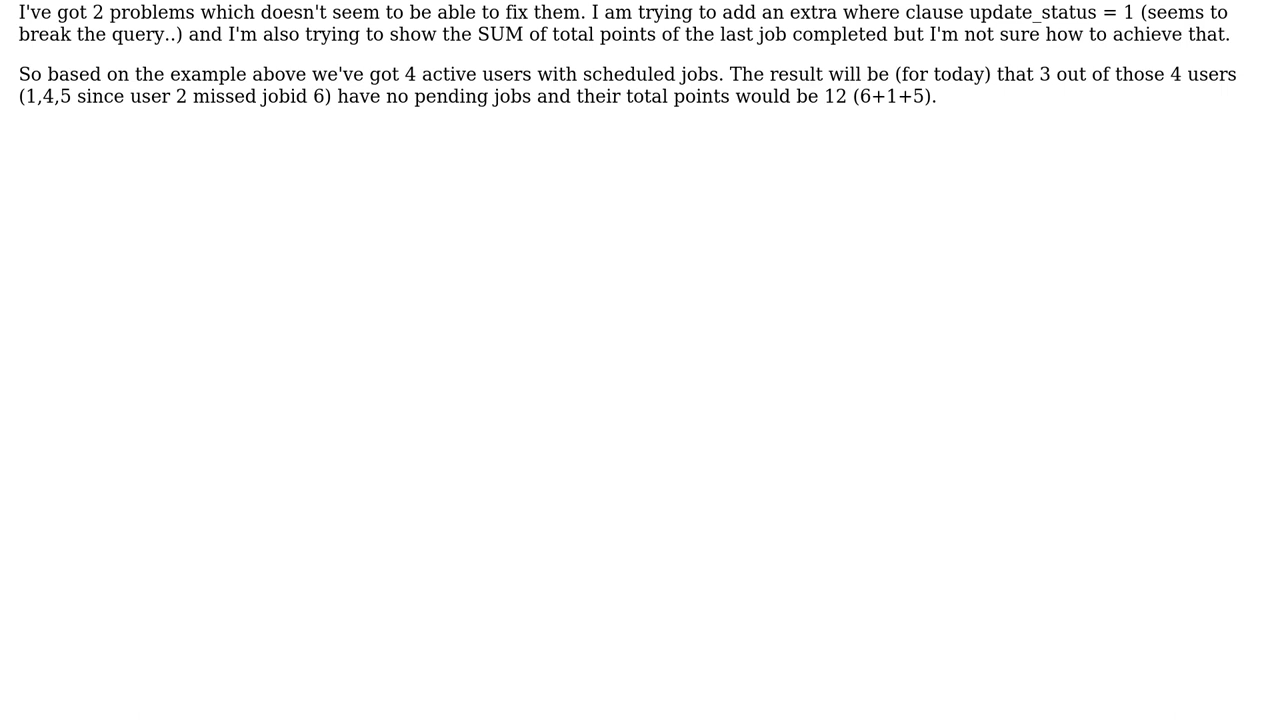 I've got 2 problems which doesn't seem to be able to fix them. I am trying to add an extra where clause update_status = 1 (seems to
break the query..) and I'm also trying to show the SUM of total points of the last job completed but I'm not sure how to achieve that.
So based on the example above we've got 4 active users with scheduled jobs. The result will be (for today) that 3 out of those 4 users
(1,4,5 since user 2 missed jobid 6) have no pending jobs and their total points would be 12 (6+1+5).